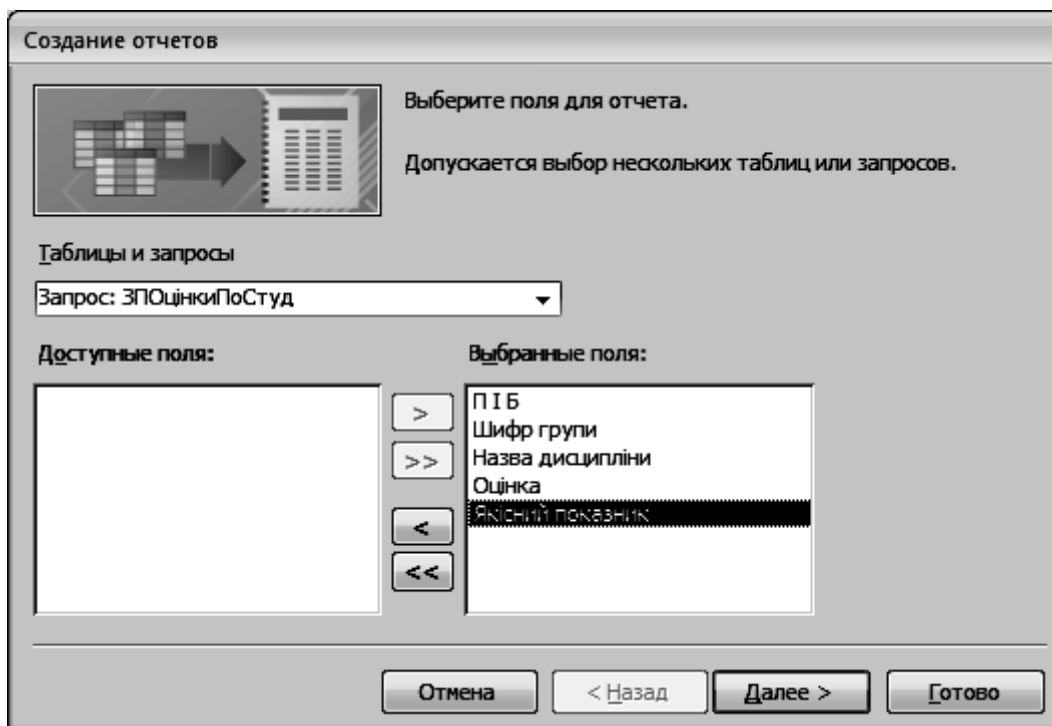 Создание отчетов
Выберите поля для отчета.
Допускается выбор нескольких таблиц или запросов.
Таблицы и запросы
Запрос: ЗПОцінкиПоСтуд
Доступные поля:
Выбранные поля:
П І Б
Шифр групи
Назва дисципліни
Оцінка
Якісний показник
>
>>
<
<<
Отмена
< Назад
Далее >
Готово